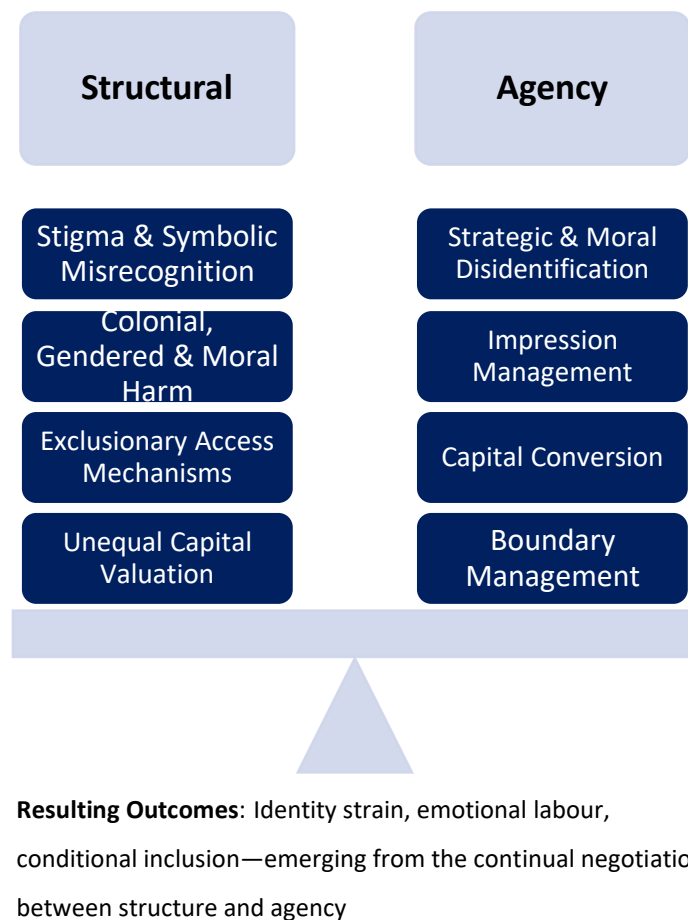 Structural
Agency
Stigma & Symbolic
Misrecognition
Colonial,
Gendered & Moral
Harm
Exclusionary Access
Mechanisms
Unequal Capital
Valuation
Strategic & Moral
Disidentification
Impression
Management
Capital Conversion
Boundary
Management
Resulting Outcomes: Identity strain, emotional labour,
conditional inclusion—emerging from the continual negotiatio
between structure and agency